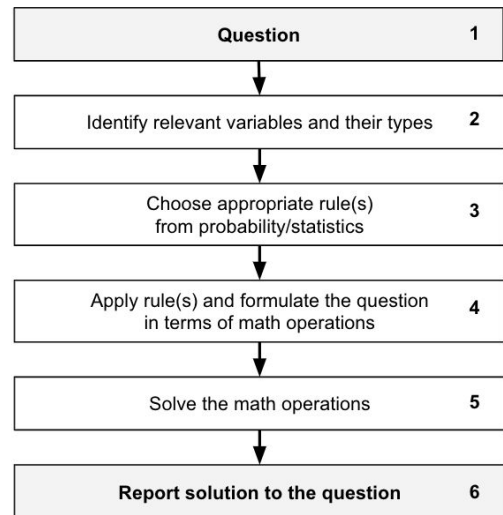 Question 1
Identify relevant variables and their types 2
Choose appropriate rule(s)
from probability/statistics 3
Apply rule(s) and formulate the question
in terms of math operations 4
Solve the math operations 5
Report solution to the question 6